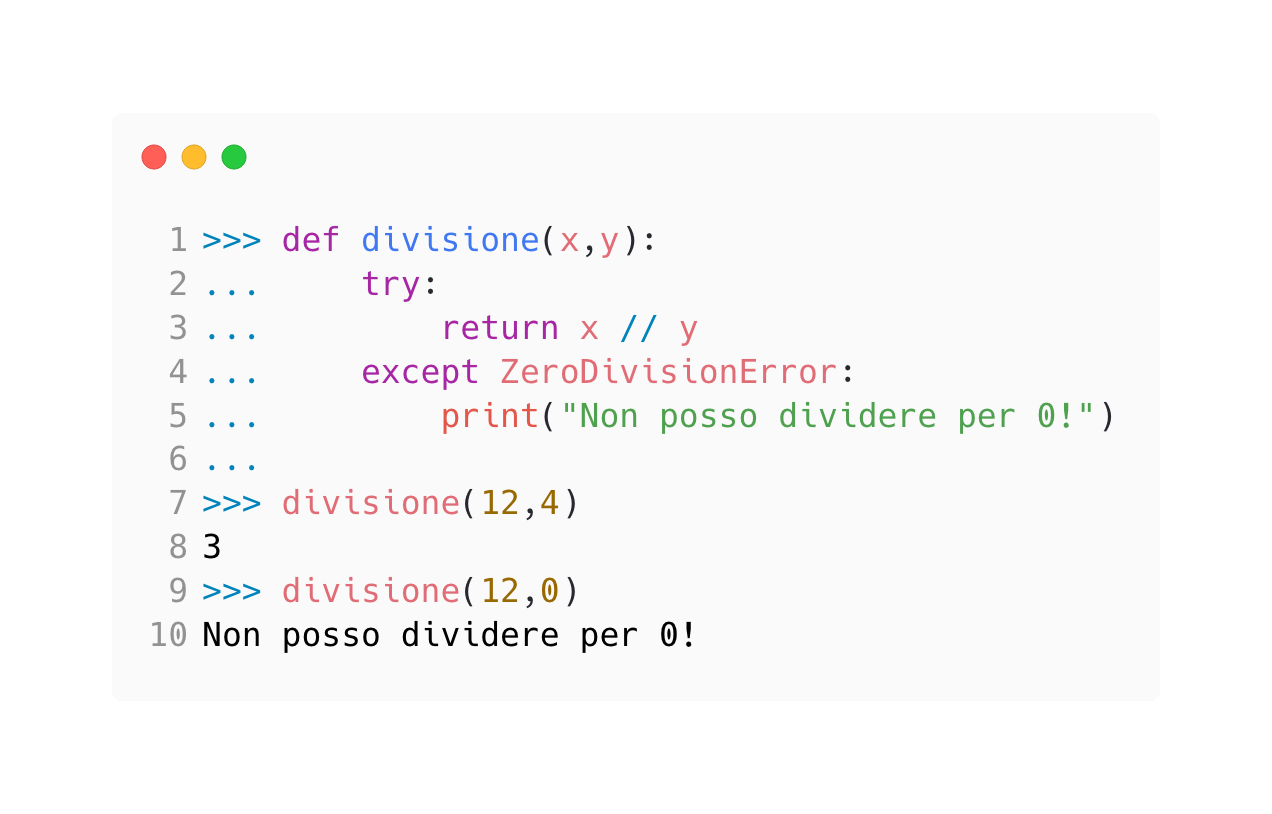 1 >>> def divisione(x,y):
2 ...     try:
3 ...         return x // y
4 ...     except ZeroDivisionError:
5 ...         print("Non posso dividere per 0!")
6 ...
7 >>> divisione(12,4)
8 3
9 >>> divisione(12,0)
10 Non posso dividere per 0!